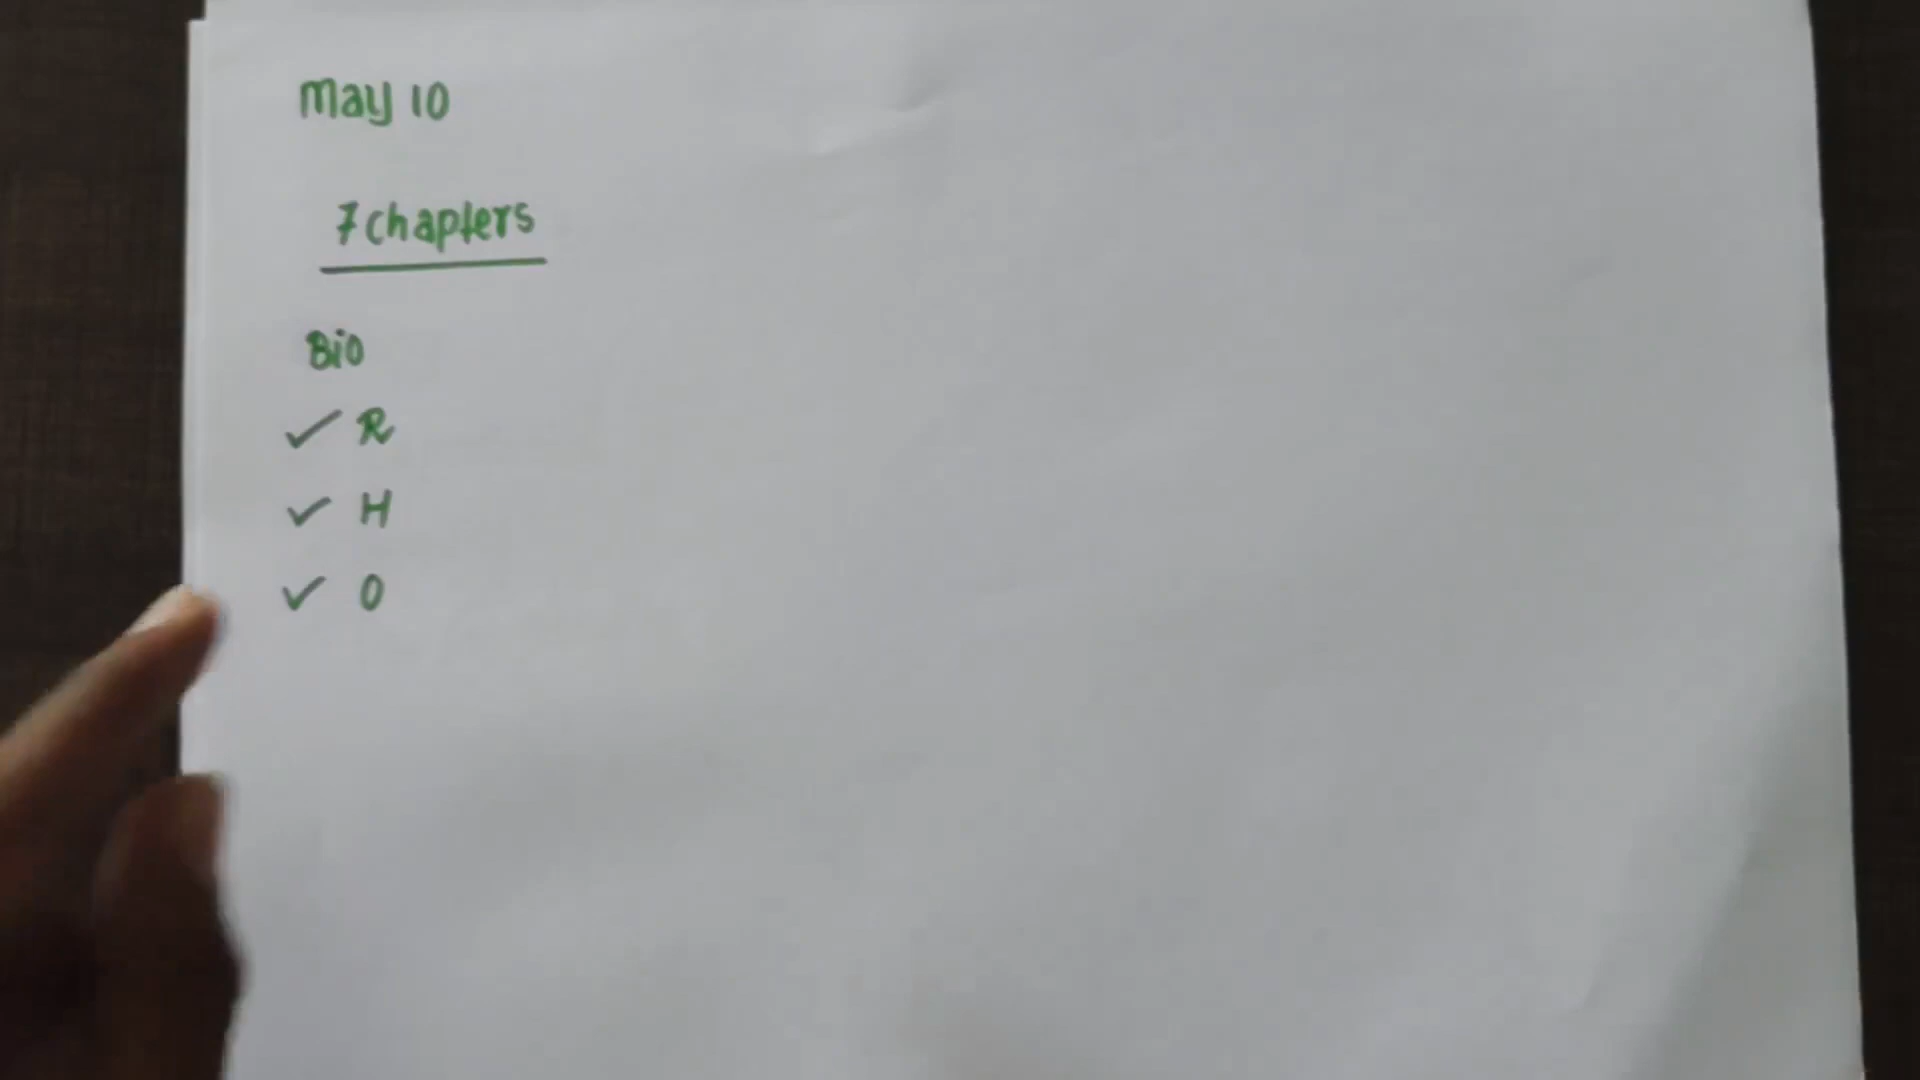 May 10
7 chapters
Bio
✓ R
✓ H
✓ O